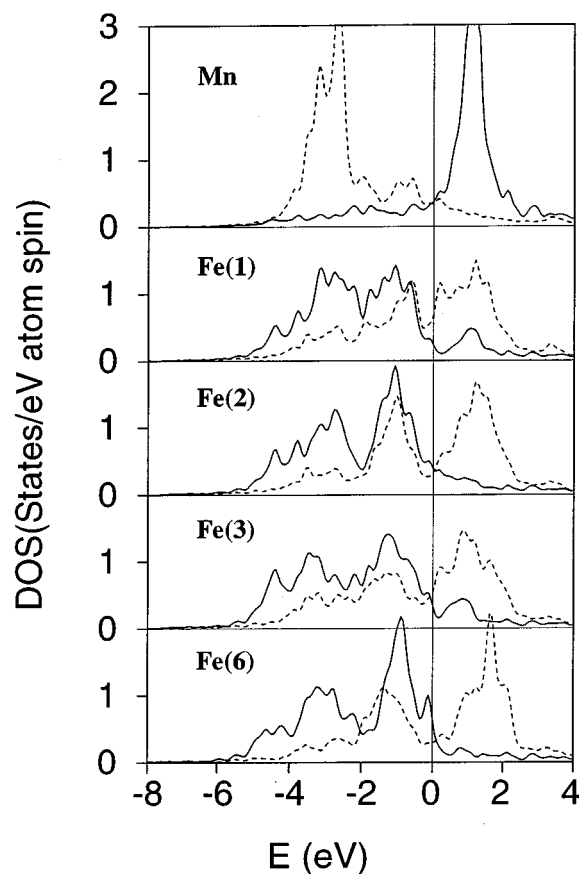 DOS(States/eV atom spin)
3
Mn
2
1
0
Fe(1)
1
0
Fe(2)
1
0
Fe(3)
1
0
Fe(6)
1
0
-8 -6 -4 -2 0 2 4
E (eV)